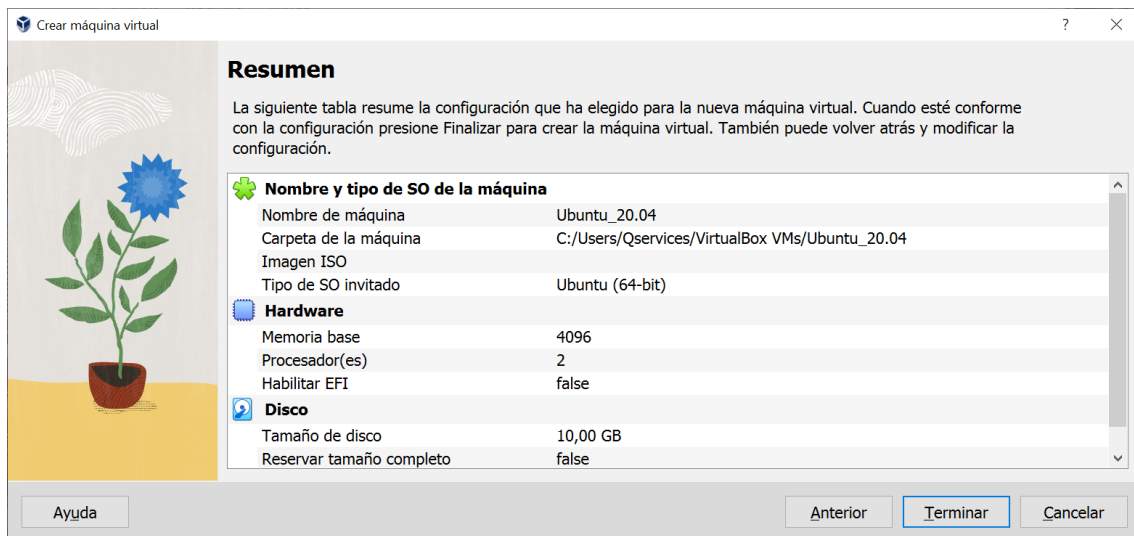 Crear máquina virtual
?
Resumen
La siguiente tabla resume la configuración que ha elegido para la nueva máquina virtual. Cuando esté conforme
con la configuración presione Finalizar para crear la máquina virtual. También puede volver atrás y modificar la
configuración.
Nombre y tipo de SO de la máquina
Nombre de máquina Ubuntu_20.04
Carpeta de la máquina C:/Users/Qservices/VirtualBox VMs/Ubuntu_20.04
Imagen ISO
Tipo de SO invitado Ubuntu (64-bit)
Hardware
Memoria base 4096
Procesador(es) 2
Habilitar EFI false
Disco
Tamaño de disco 10,00 GB
Reservar tamaño completo false
Ayuda Anterior Terminar Cancelar